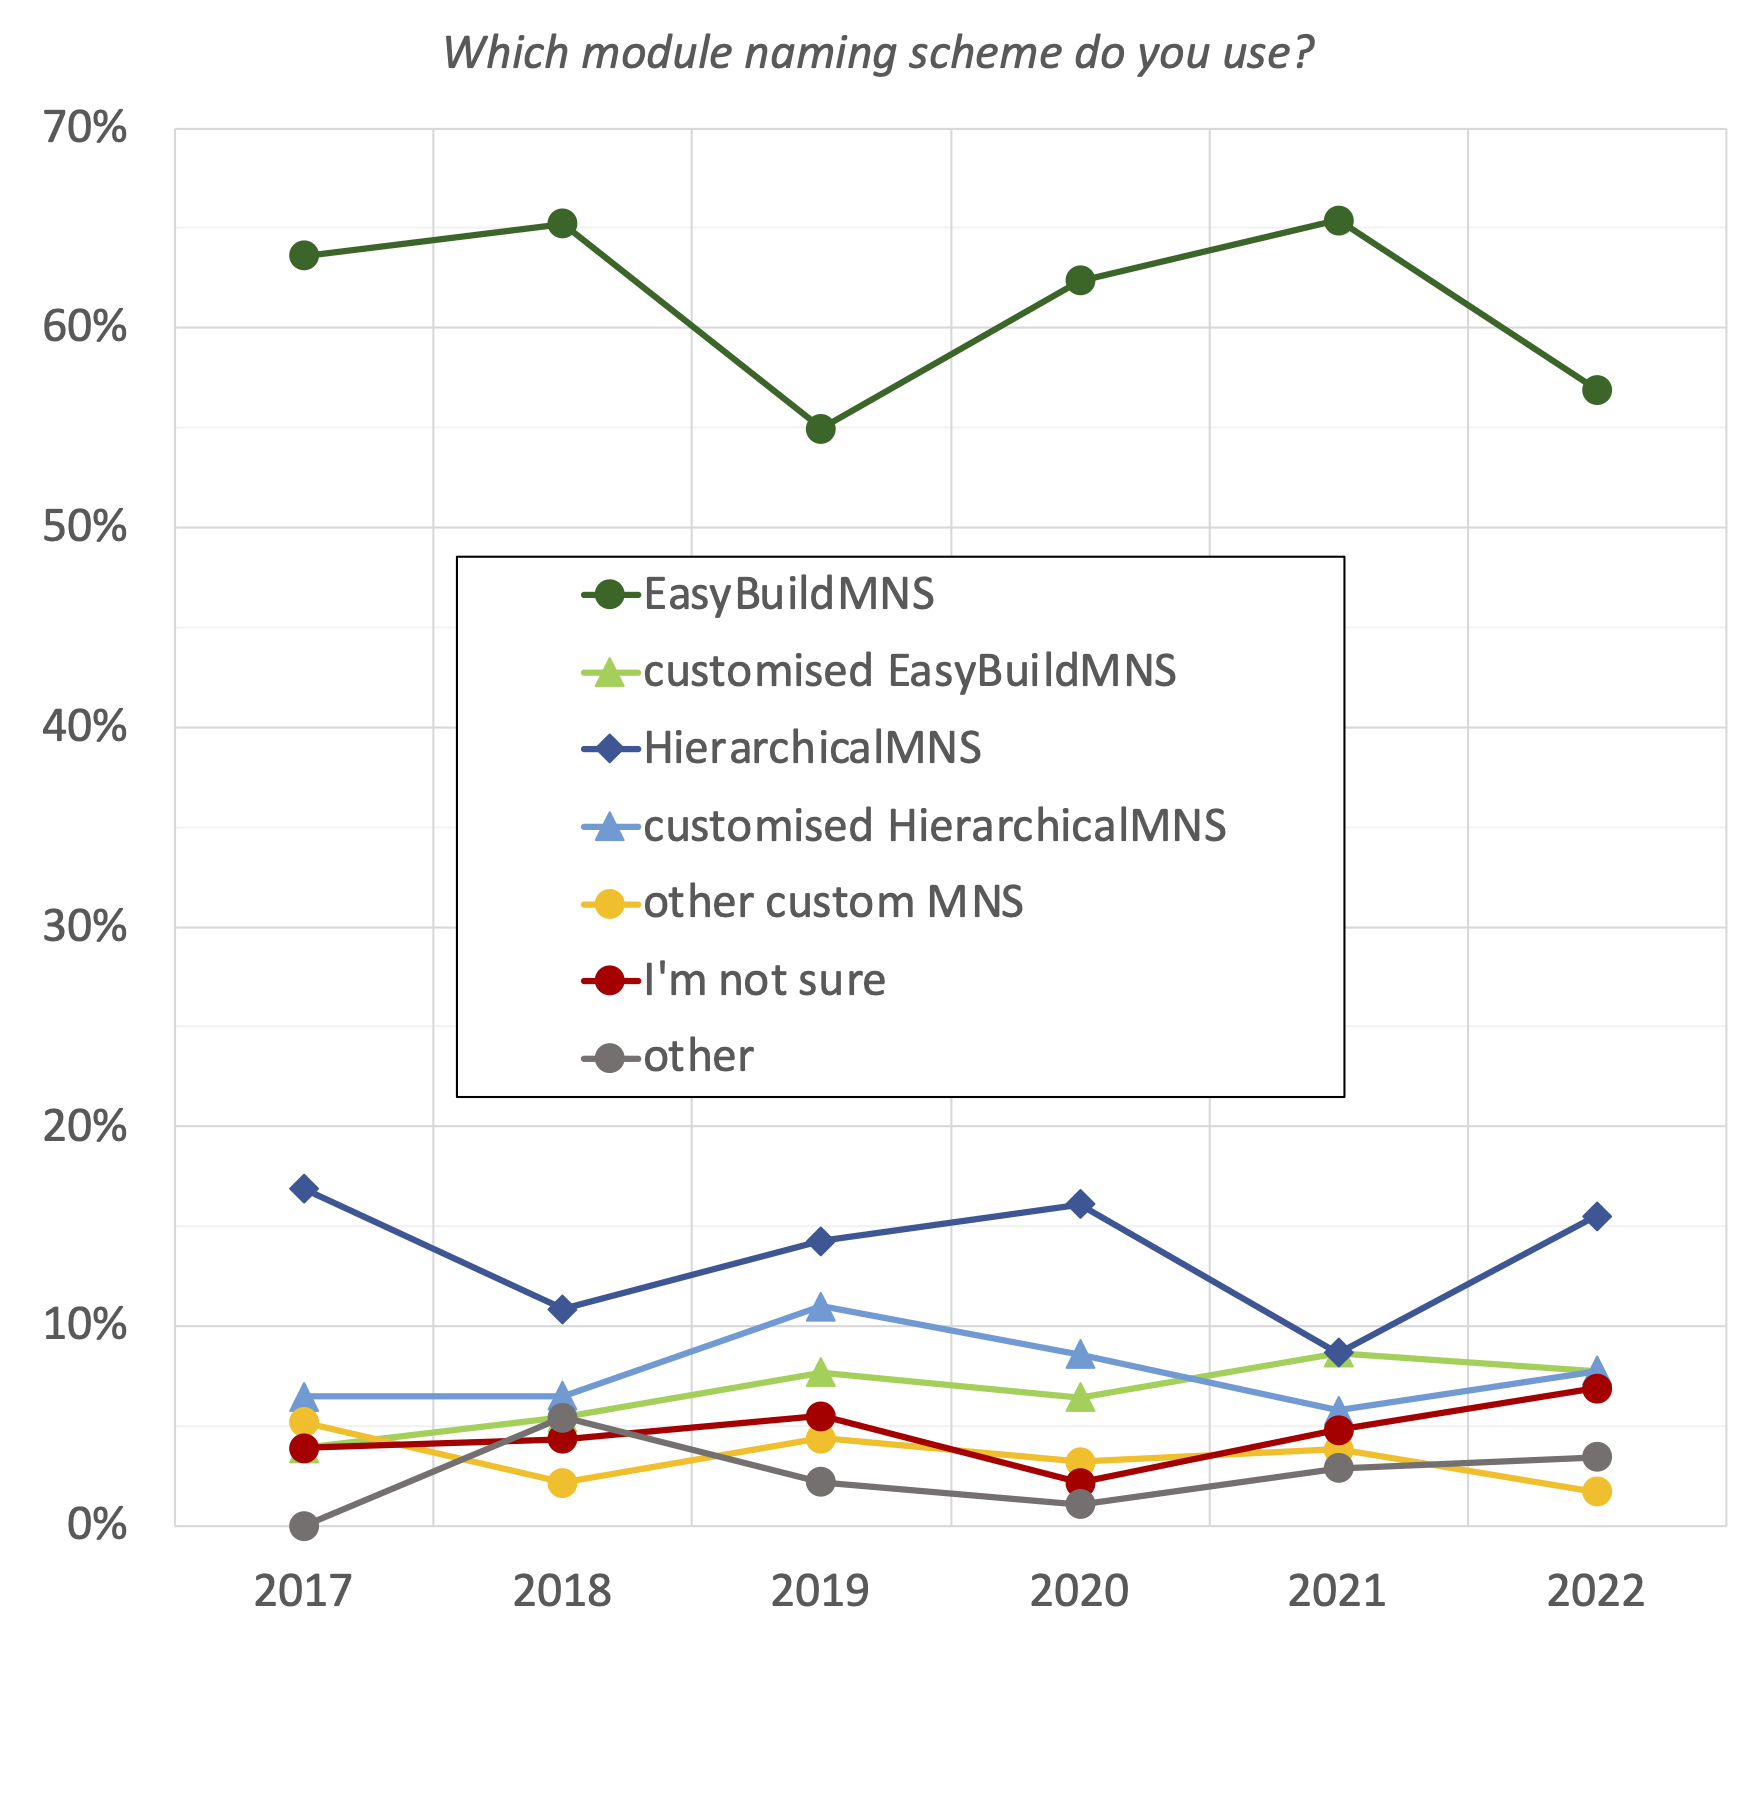 Which module naming scheme do you use?
70%
60%
50%
40%
30%
20%
10%
0%
EasyBuildMNS
customised EasyBuildMNS
HierarchicalMNS
customised HierarchicalMNS
other custom MNS
I'm not sure
other
2017 2018 2019 2020 2021 2022